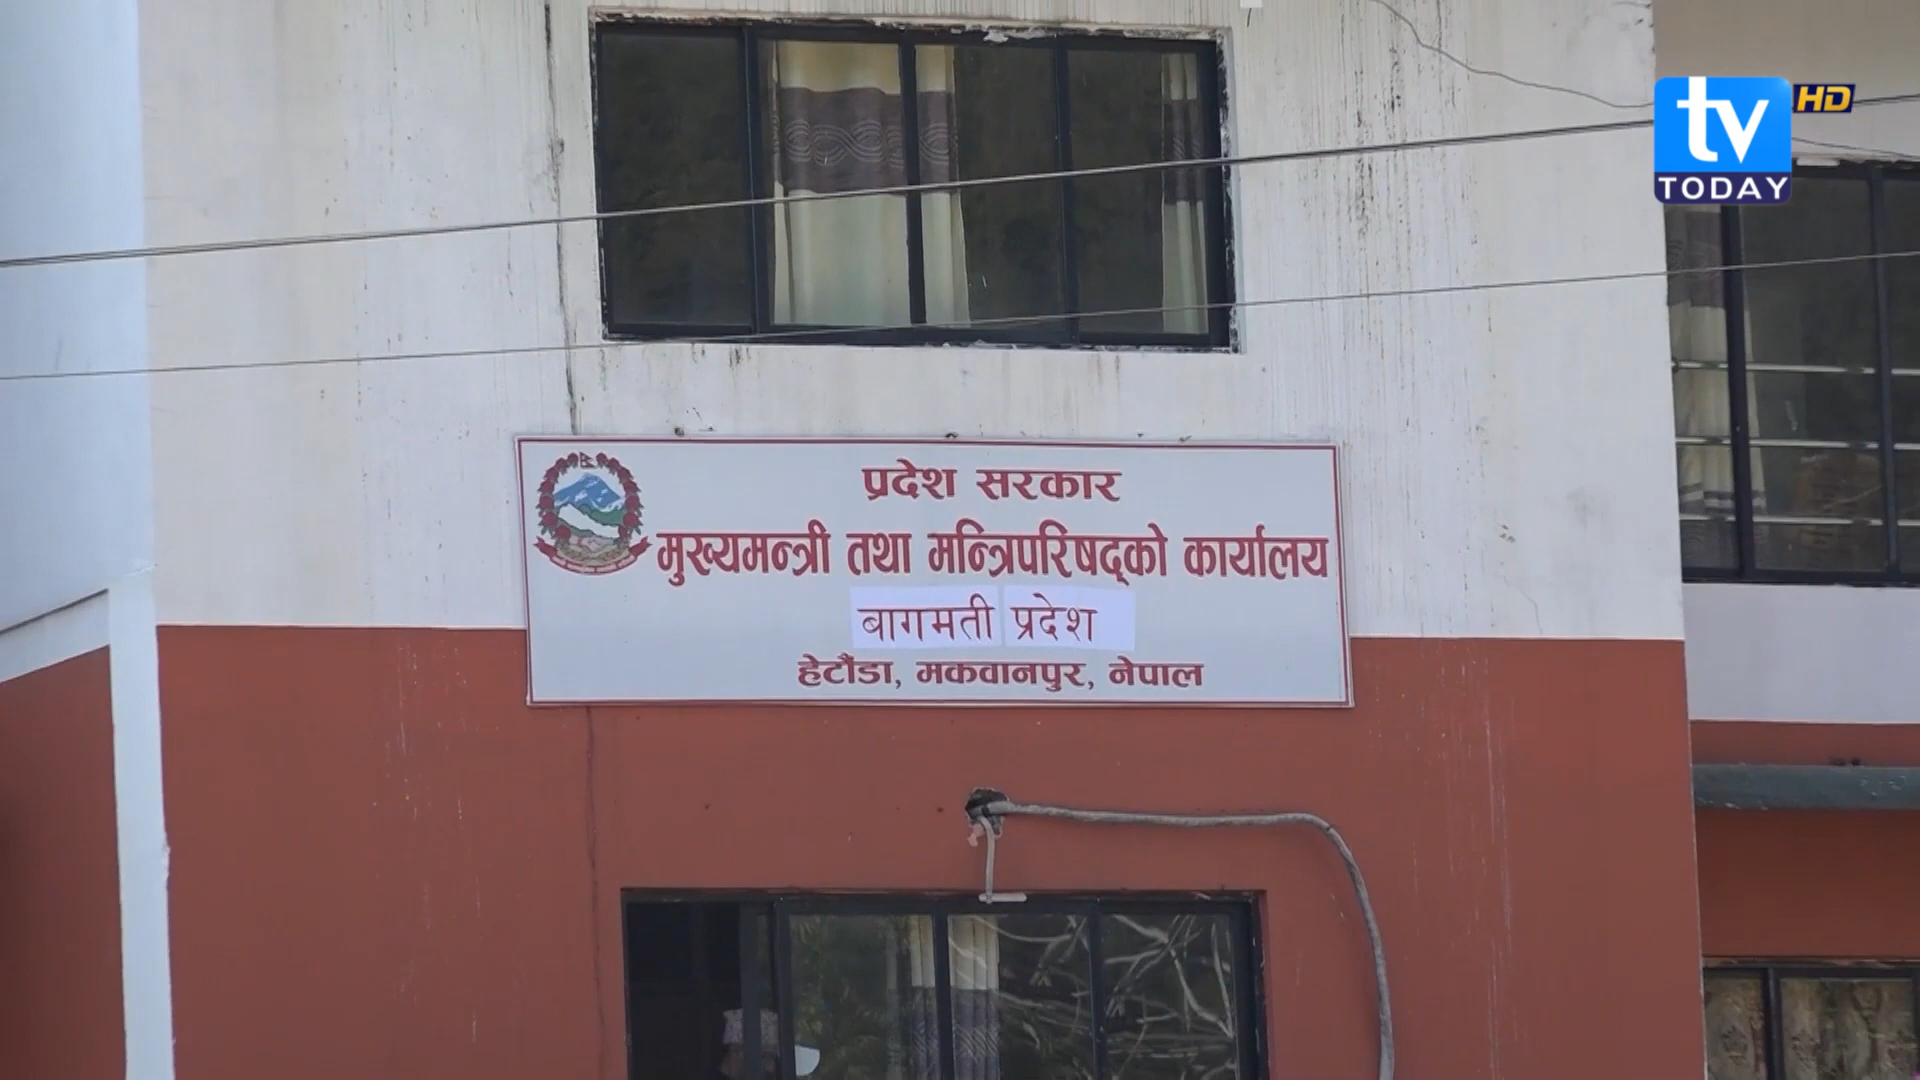 tv HD
TODAY
प्रदेश सरकार
मुख्यमन्त्री तथा मन्त्रिपरिषद्को कार्यालय
बागमती प्रदेश
हेटौंडा, मकवानपुर, नेपाल